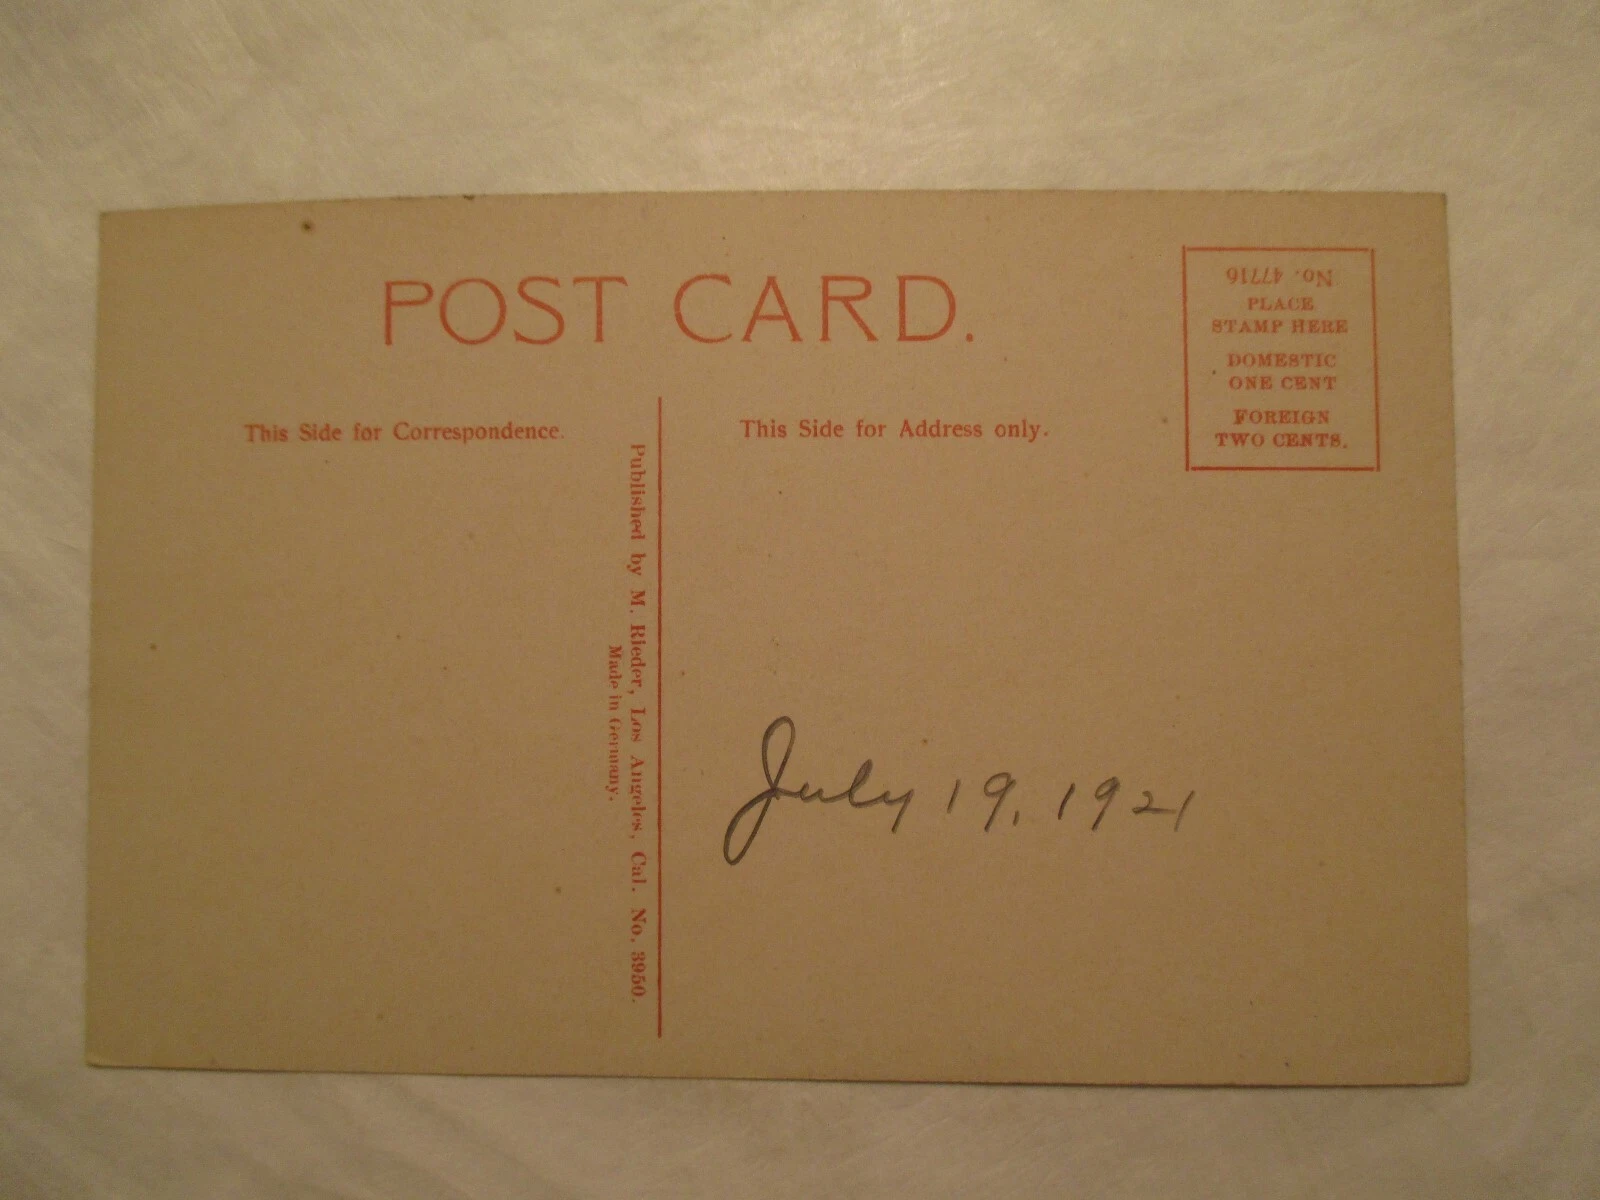 POST CARD.
No. 47716
PLACE
STAMP HERE
DOMESTIC
ONE CENT
FOREIGN
TWO CENTS.
This Side for Correspondence.
This Side for Address only.
Published by M. Rieder, Los Angeles, Cal. No. 3950.
Made in Germany.
July 19, 1921